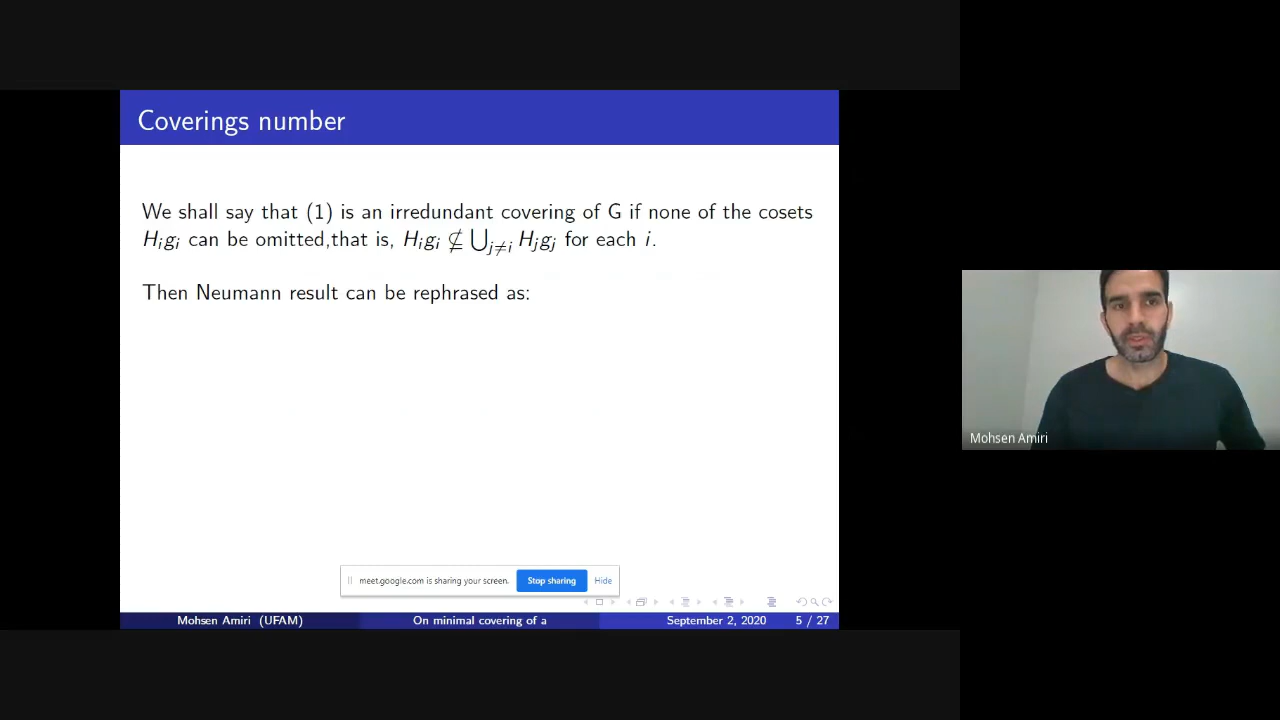 Coverings number
We shall say that (1) is an irredundant covering of G if none of the cosets
H_i g_i can be omitted,that is, H_i g_i ⊈ ⋃_{j≠i} H_j g_j for each i.
Then Neumann result can be rephrased as:
meet.google.com is sharing your screen. Stop sharing Hide
Mohsen Amiri (UFAM) On minimal covering of a September 2, 2020 5 / 27
Mohsen Amiri